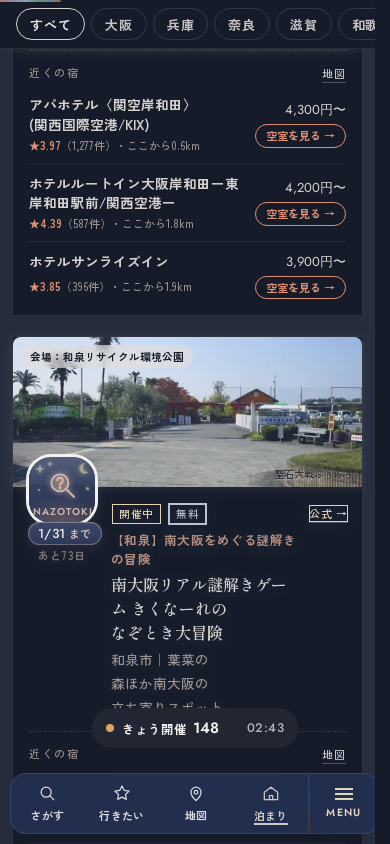 すべて
大阪
兵庫
奈良
滋賀
和歌
近くの宿
地図
アパホテル〈関空岸和田〉
(関西国際空港/KIX)
★3.97（1,277件）・ここから0.6km
4,300円〜
空室を見る →
ホテルルートイン大阪岸和田ー東
岸和田駅前/関西空港ー
★4.39（587件）・ここから1.8km
4,200円〜
空室を見る →
ホテルサンライズイン
★3.85（396件）・ここから1.9km
3,900円〜
空室を見る →
会場：和泉リサイクル環境公園
NAZOTOKI
1/31 まで
あと73日
開催中
無料
公式 →
【和泉】南大阪をめぐる謎解き
の冒険
南大阪リアル謎解きゲー
ム きくなーれの
なぞとき大冒険
和泉市｜葉菜の
森ほか南大阪の
きょう開催 148
02:43
近くの宿
地図
さがす
行きたい
地図
泊まり
MENU